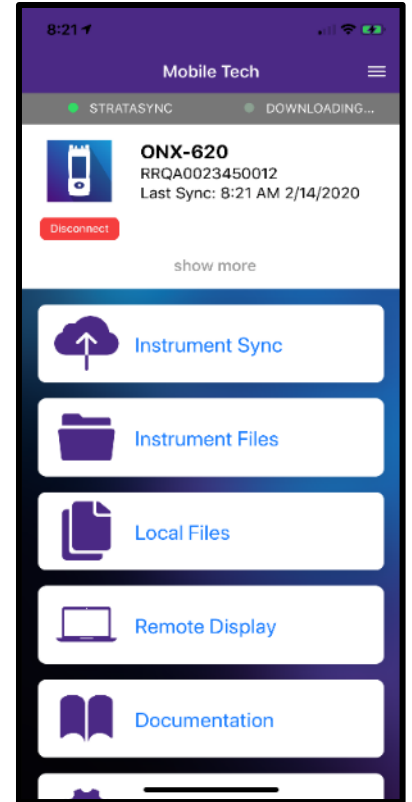 8:21
Mobile Tech
STRATASYNC DOWNLOADING...
ONX-620
RRQA0023450012
Last Sync: 8:21 AM 2/14/2020
Disconnect
show more
Instrument Sync
Instrument Files
Local Files
Remote Display
Documentation